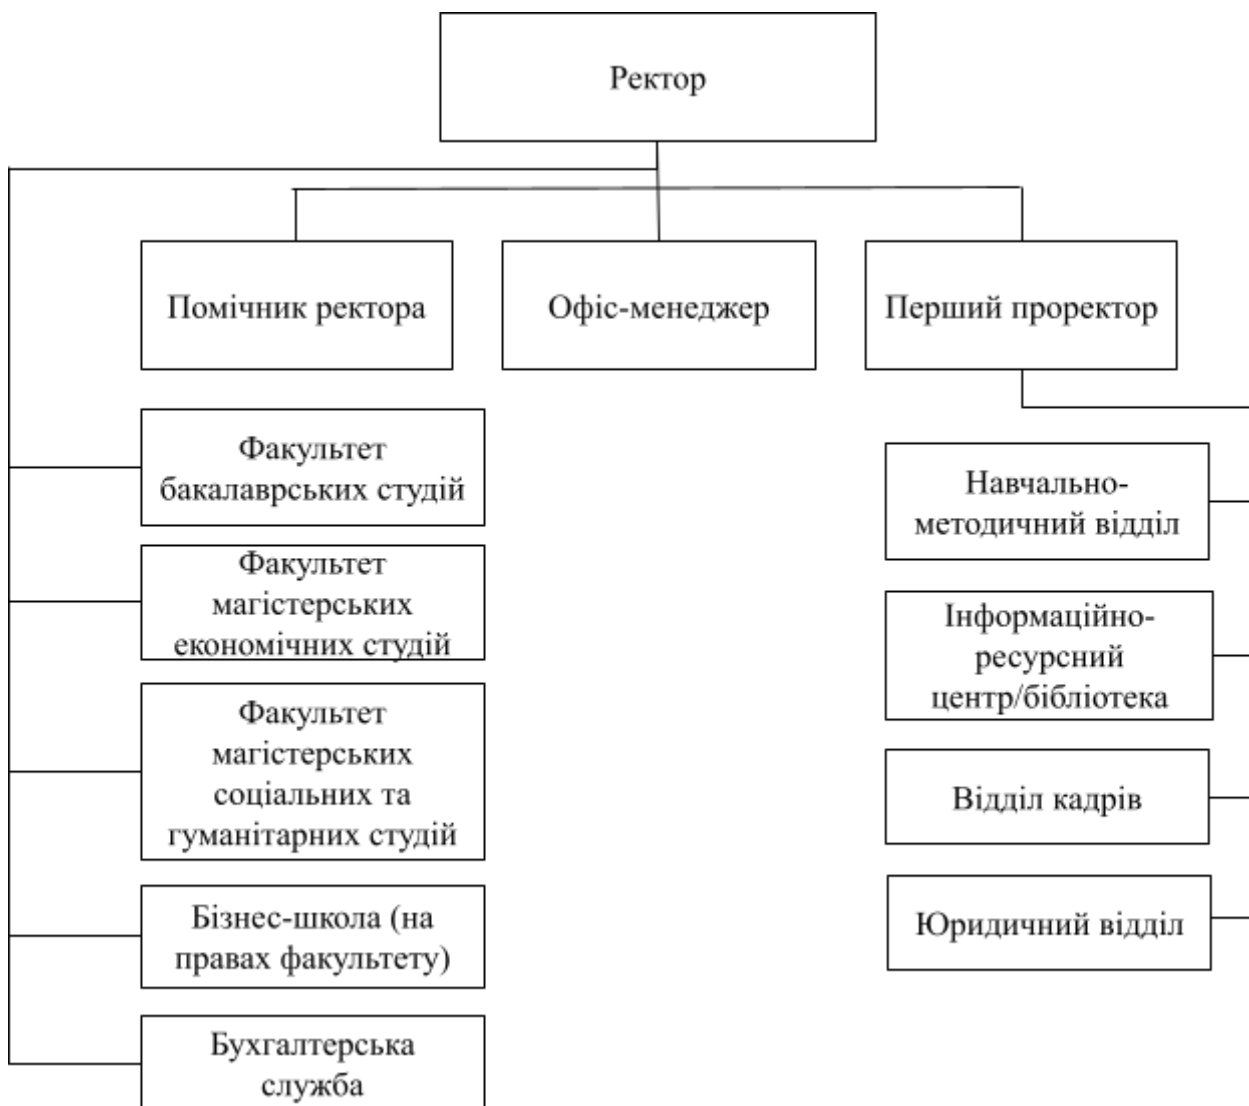 Ректор
Помічник ректора
Офіс-менеджер
Перший проректор
Факультет
бакалаврських студій
Факультет
магістерських
економічних студій
Факультет
магістерських
соціальних та
гуманітарних студій
Бізнес-школа (на
правах факультету)
Бухгалтерська
служба
Навчально-
методичний відділ
Інформаційно-
ресурсний
центр/бібліотека
Відділ кадрів
Юридичний відділ